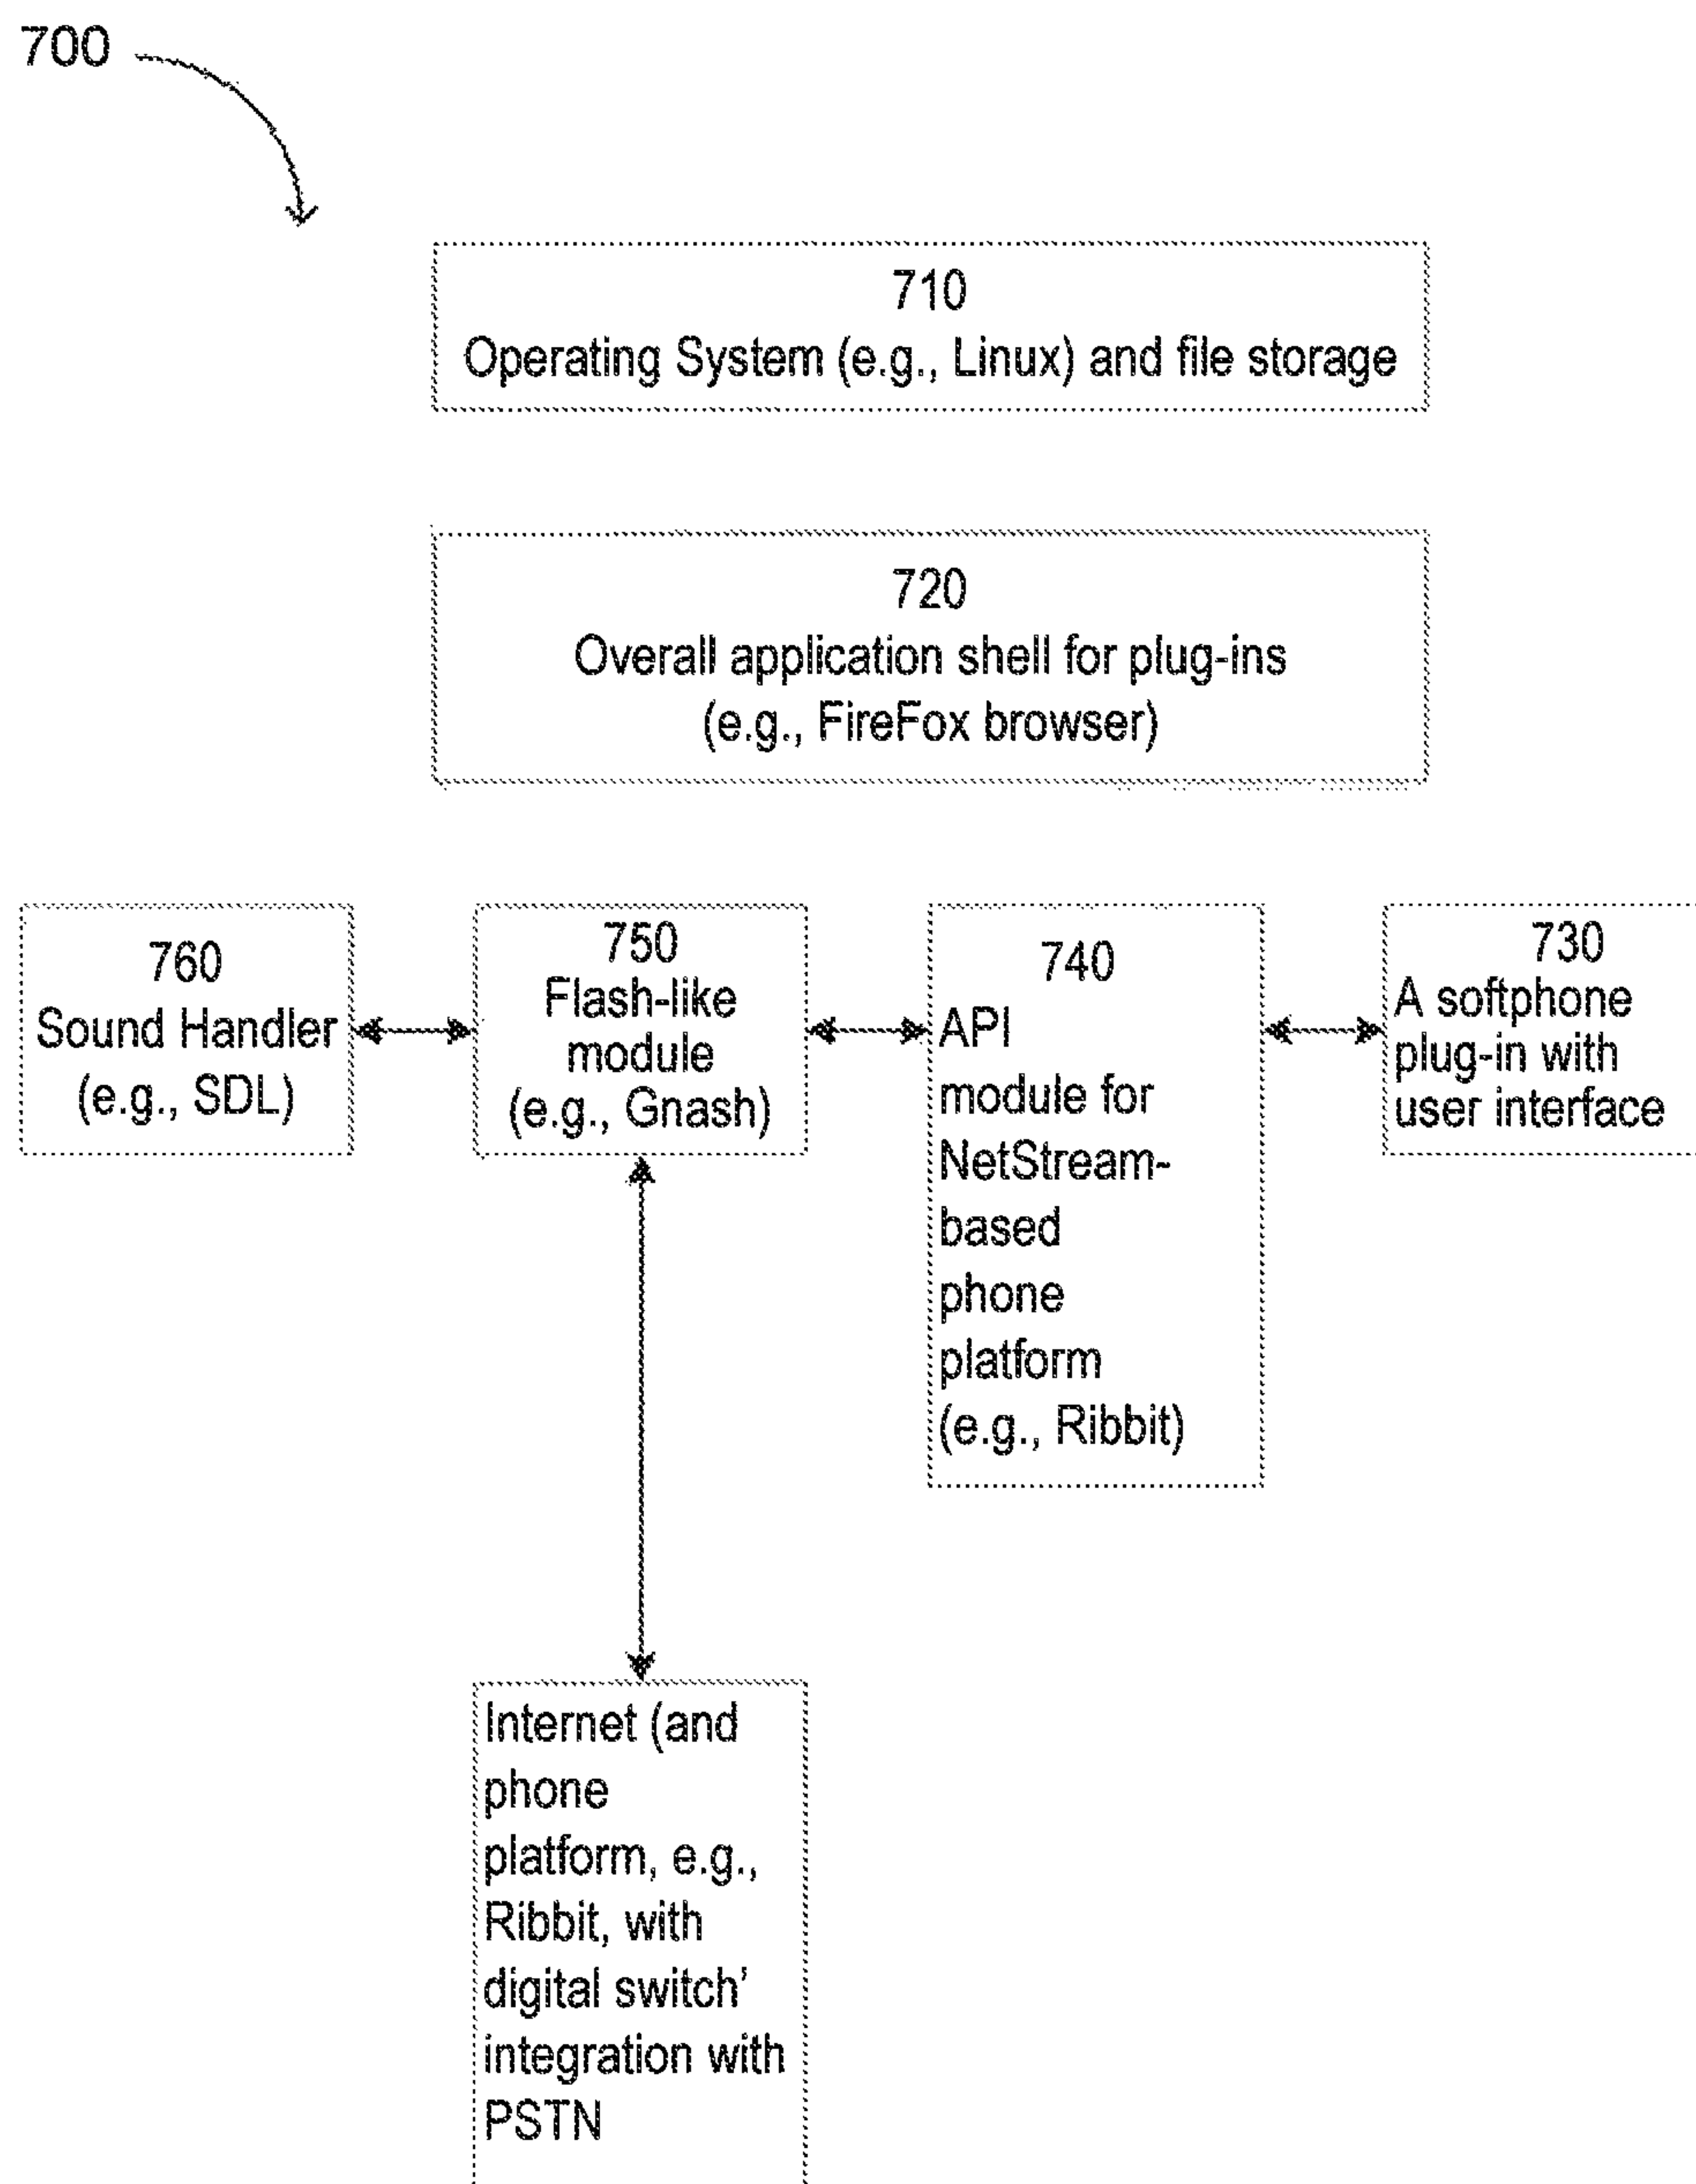 700
710
Operating System (e.g., Linux) and file storage
720
Overall application shell for plug-ins
(e.g., FireFox browser)
760
Sound Handler
(e.g., SDL)
750
Flash-like
module
(e.g., Gnash)
740
API
module for
NetStream-
based
phone
platform
(e.g., Ribbit)
730
A softphone
plug-in with
user interface
Internet (and
phone
platform, e.g.,
Ribbit, with
digital switch’
integration with
PSTN